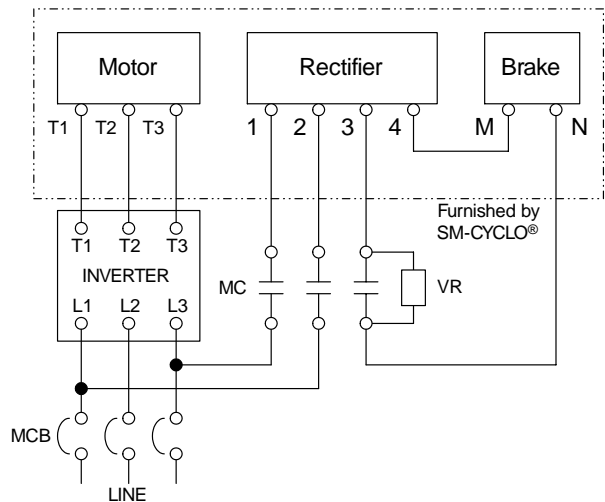 Motor
Rectifier
Brake
T1 T2 T3
1 2 3 4
M N
Furnished by
SM-CYCLO®
T1 T2 T3
INVERTER
L1 L2 L3
MC
VR
MCB
LINE